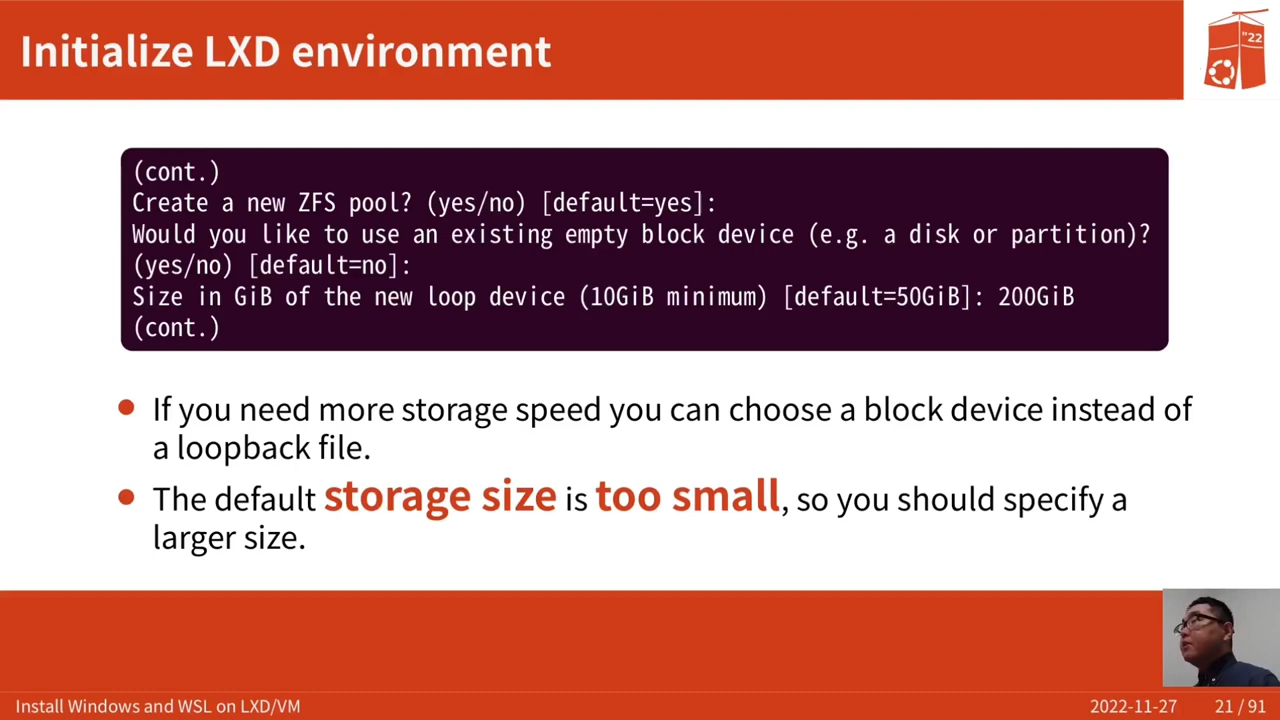 Initialize LXD environment
'22
(cont.)
Create a new ZFS pool? (yes/no) [default=yes]:
Would you like to use an existing empty block device (e.g. a disk or partition)?
(yes/no) [default=no]:
Size in GiB of the new loop device (10GiB minimum) [default=50GiB]: 200GiB
(cont.)
If you need more storage speed you can choose a block device instead of
a loopback file.
The default storage size is too small, so you should specify a
larger size.
Install Windows and WSL on LXD/VM 2022-11-27 21 / 91